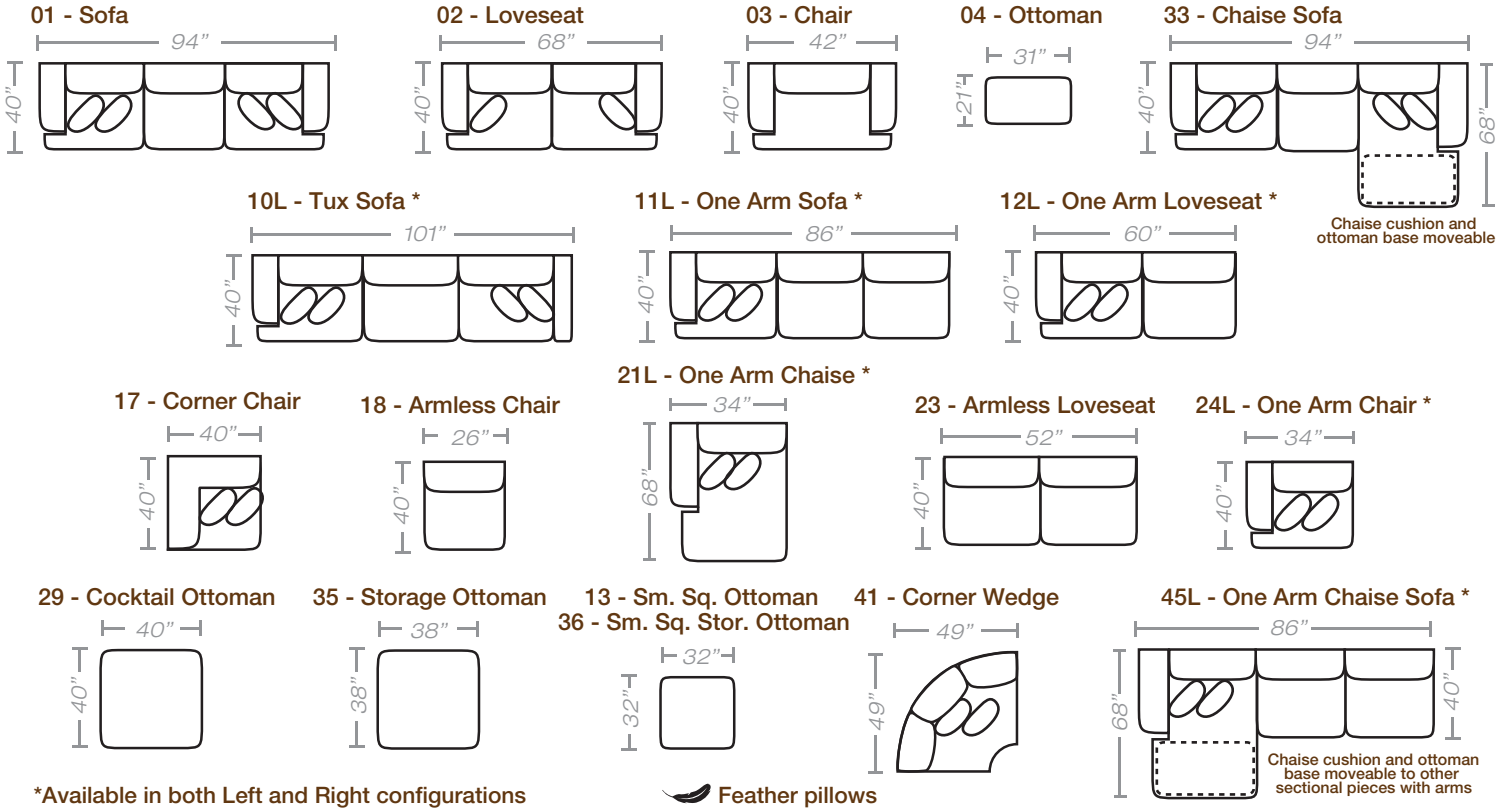 01 - Sofa
94”
40”
02 - Loveseat
68”
40”
03 - Chair
42”
40”
04 - Ottoman
31”
21”
33 - Chaise Sofa
94”
40”
68”
Chaise cushion and
ottoman base moveable
10L - Tux Sofa *
101”
40”
11L - One Arm Sofa *
86”
40”
12L - One Arm Loveseat *
60”
40”
17 - Corner Chair
40”
40”
18 - Armless Chair
26”
40”
21L - One Arm Chaise *
34”
68”
23 - Armless Loveseat
52”
40”
24L - One Arm Chair *
34”
40”
29 - Cocktail Ottoman
40”
40”
35 - Storage Ottoman
38”
38”
13 - Sm. Sq. Ottoman
36 - Sm. Sq. Stor. Ottoman
32”
32”
41 - Corner Wedge
49”
49”
45L - One Arm Chaise Sofa *
86”
68”
40”
Chaise cushion and ottoman
base moveable to other
sectional pieces with arms
*Available in both Left and Right configurations
Feather pillows